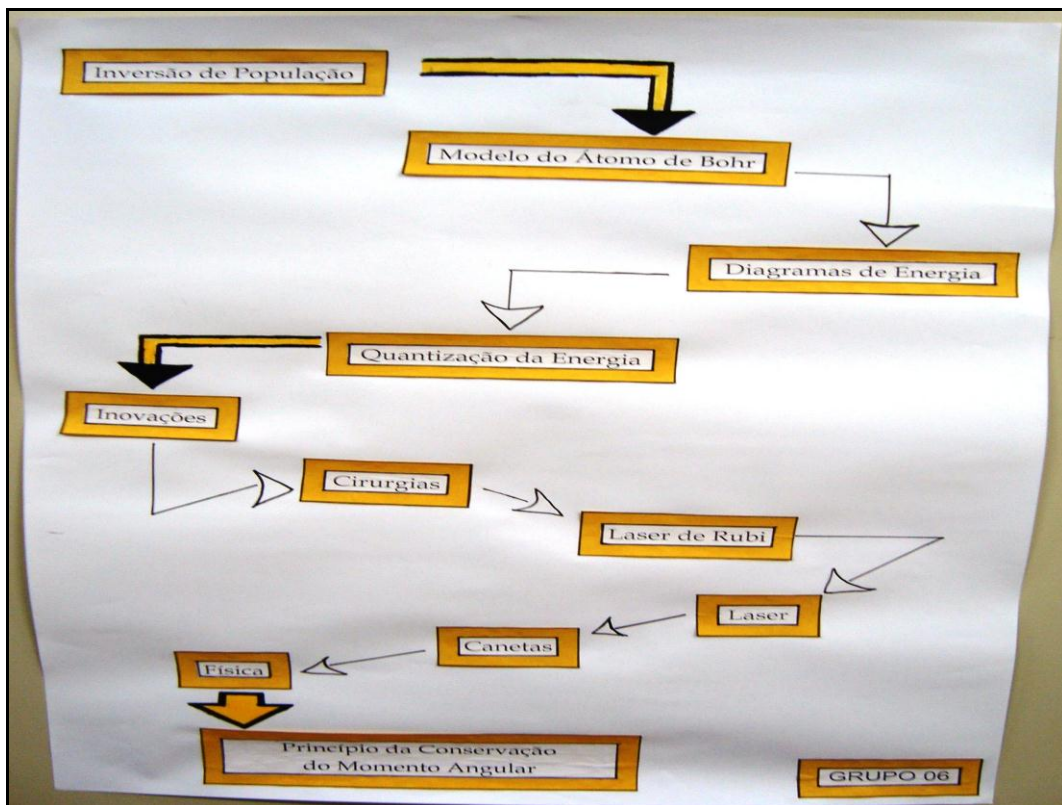 Inversão de População
Modelo do Átomo de Bohr
Diagramas de Energia
Quantização da Energia
Inovações
Cirurgias
Laser de Rubi
Laser
Canetas
Física
Princípio da Conservação
do Momento Angular
GRUPO 06